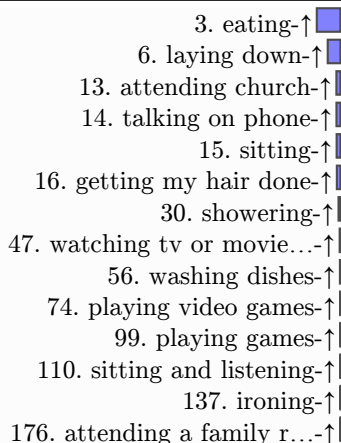 3. eating-↑
6. laying down-↑
13. attending church-↑
14. talking on phone-↑
15. sitting-↑
16. getting my hair done-↑
30. showering-↑
47. watching tv or movie...-↑
56. washing dishes-↑
74. playing video games-↑
99. playing games-↑
110. sitting and listening-↑
137. ironing-↑
176. attending a family r...-↑